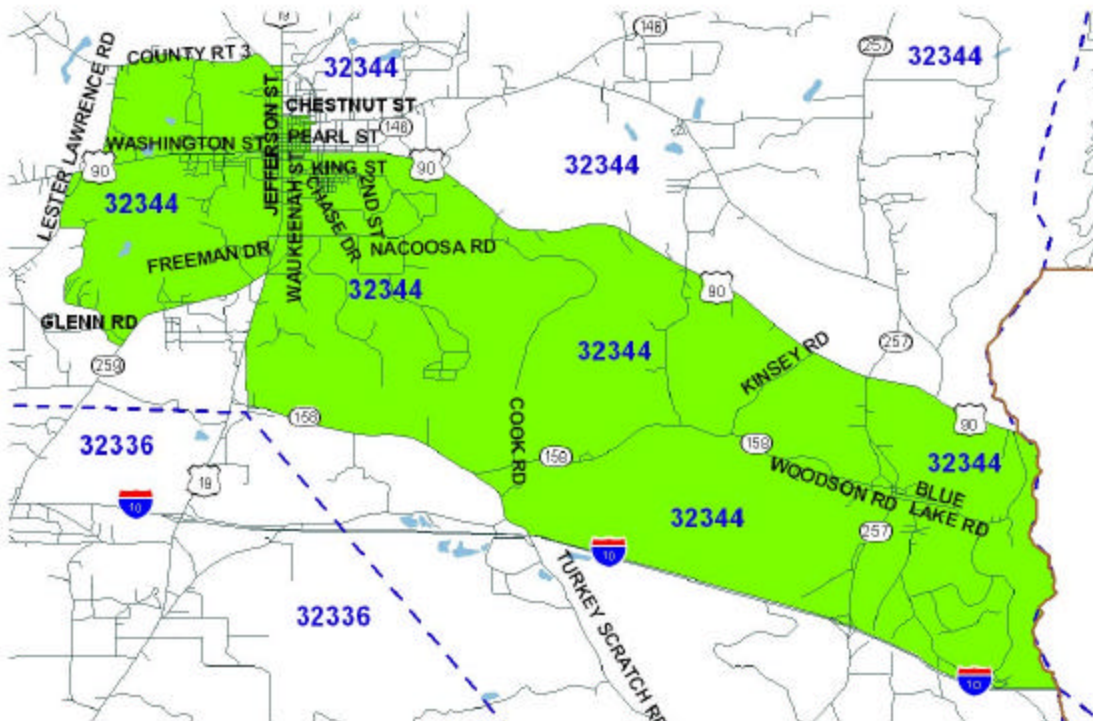 19
146
257
32344
COUNTY RT 3
32344
LESTER LAWRENCE RD
JEFFERSON ST
CHESTNUT ST
WASHINGTON ST
PEARL ST
146
90
KING ST
90
32344
32344
WAUKEENAH ST
CHASE DR
2ND ST
FREEMAN DR
NACOOSA RD
32344
90
GLENN RD
259
32344
KINSEY RD
257
158
COOK RD
90
32336
159
159
32344
19
WOODSON RD
BLUE
LAKE RD
10
32344
257
10
TURKEY SCRATCH RD
32336
10